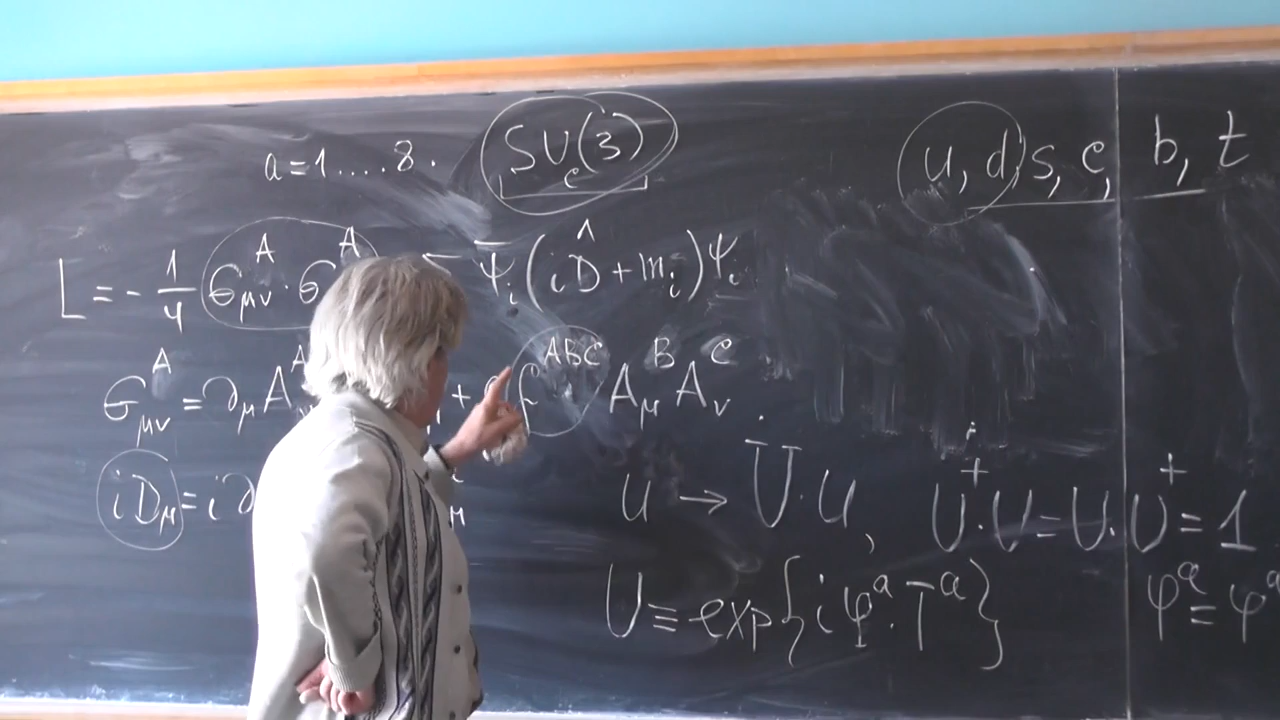 a=1....8. SU_c(3) u, d, s, c, b, t
L = -1/4 G^A_μν · G^A ψ̄_i (iD̂ + m_i) ψ_i
G^A_μν = ∂_μ A^A_ν + g f^ABC A^B_μ A^C_ν .
iD_μ = i∂ μ
u → U·u, U⁺·U = U·U⁺ = 1
U ≡ exp{iφ^a·T^a} φ^a = φ^a